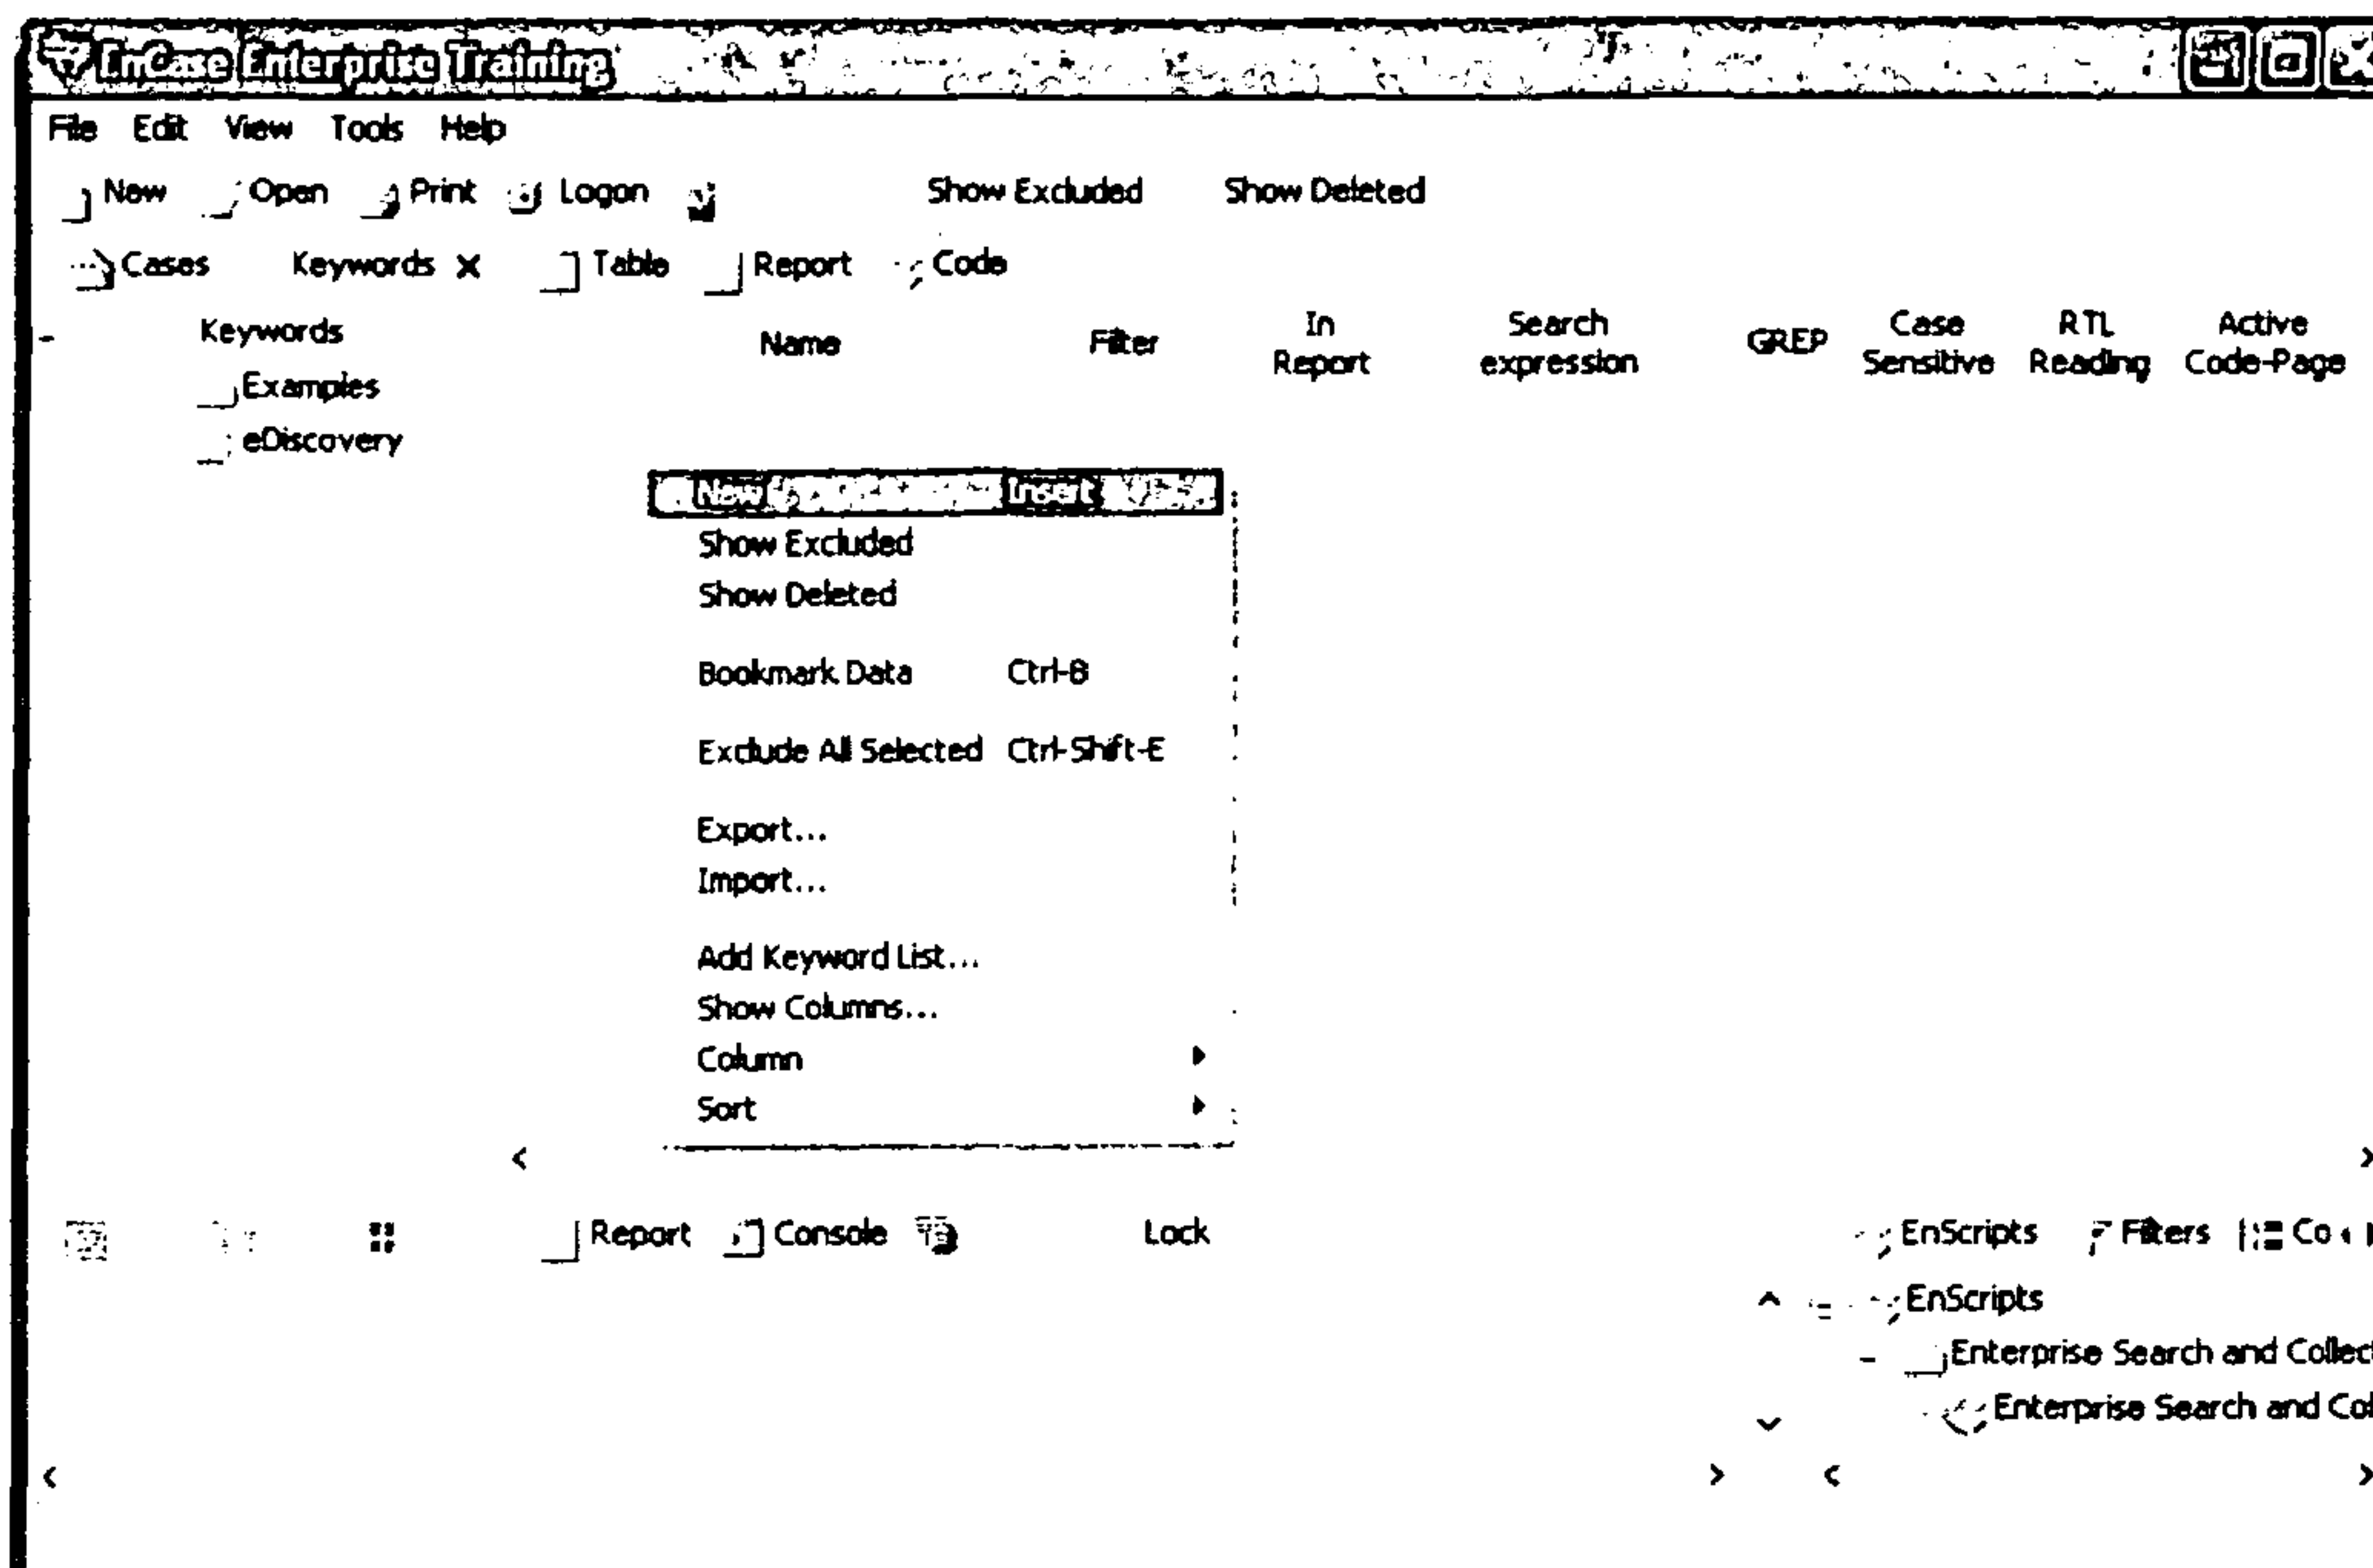 EnCase Enterprise Training
File Edit View Tools Help
New Open Print Logon Show Excluded Show Deleted
Cases Keywords × Table Report Code
Keywords
Examples
eDiscovery
Name Filter In Report Search expression GREP Case Sensitive RTL Reading Active Code-Page
New Insert
Show Excluded
Show Deleted
Bookmark Data Ctrl-B
Exclude All Selected Ctrl-Shift-E
Export...
Import...
Add Keyword List...
Show Columns...
Column
Sort
Report Console Lock
EnScripts Filters Co
EnScripts
Enterprise Search and Collect
Enterprise Search and Col